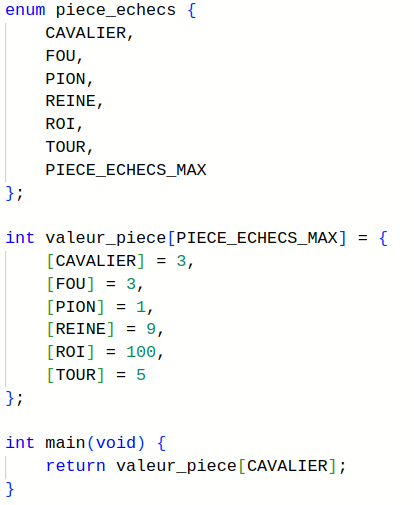 enum piece_echecs {
    CAVALIER,
    FOU,
    PION,
    REINE,
    ROI,
    TOUR,
    PIECE_ECHECS_MAX
};

int valeur_piece[PIECE_ECHECS_MAX] = {
    [CAVALIER] = 3,
    [FOU] = 3,
    [PION] = 1,
    [REINE] = 9,
    [ROI] = 100,
    [TOUR] = 5
};

int main(void) {
    return valeur_piece[CAVALIER];
}